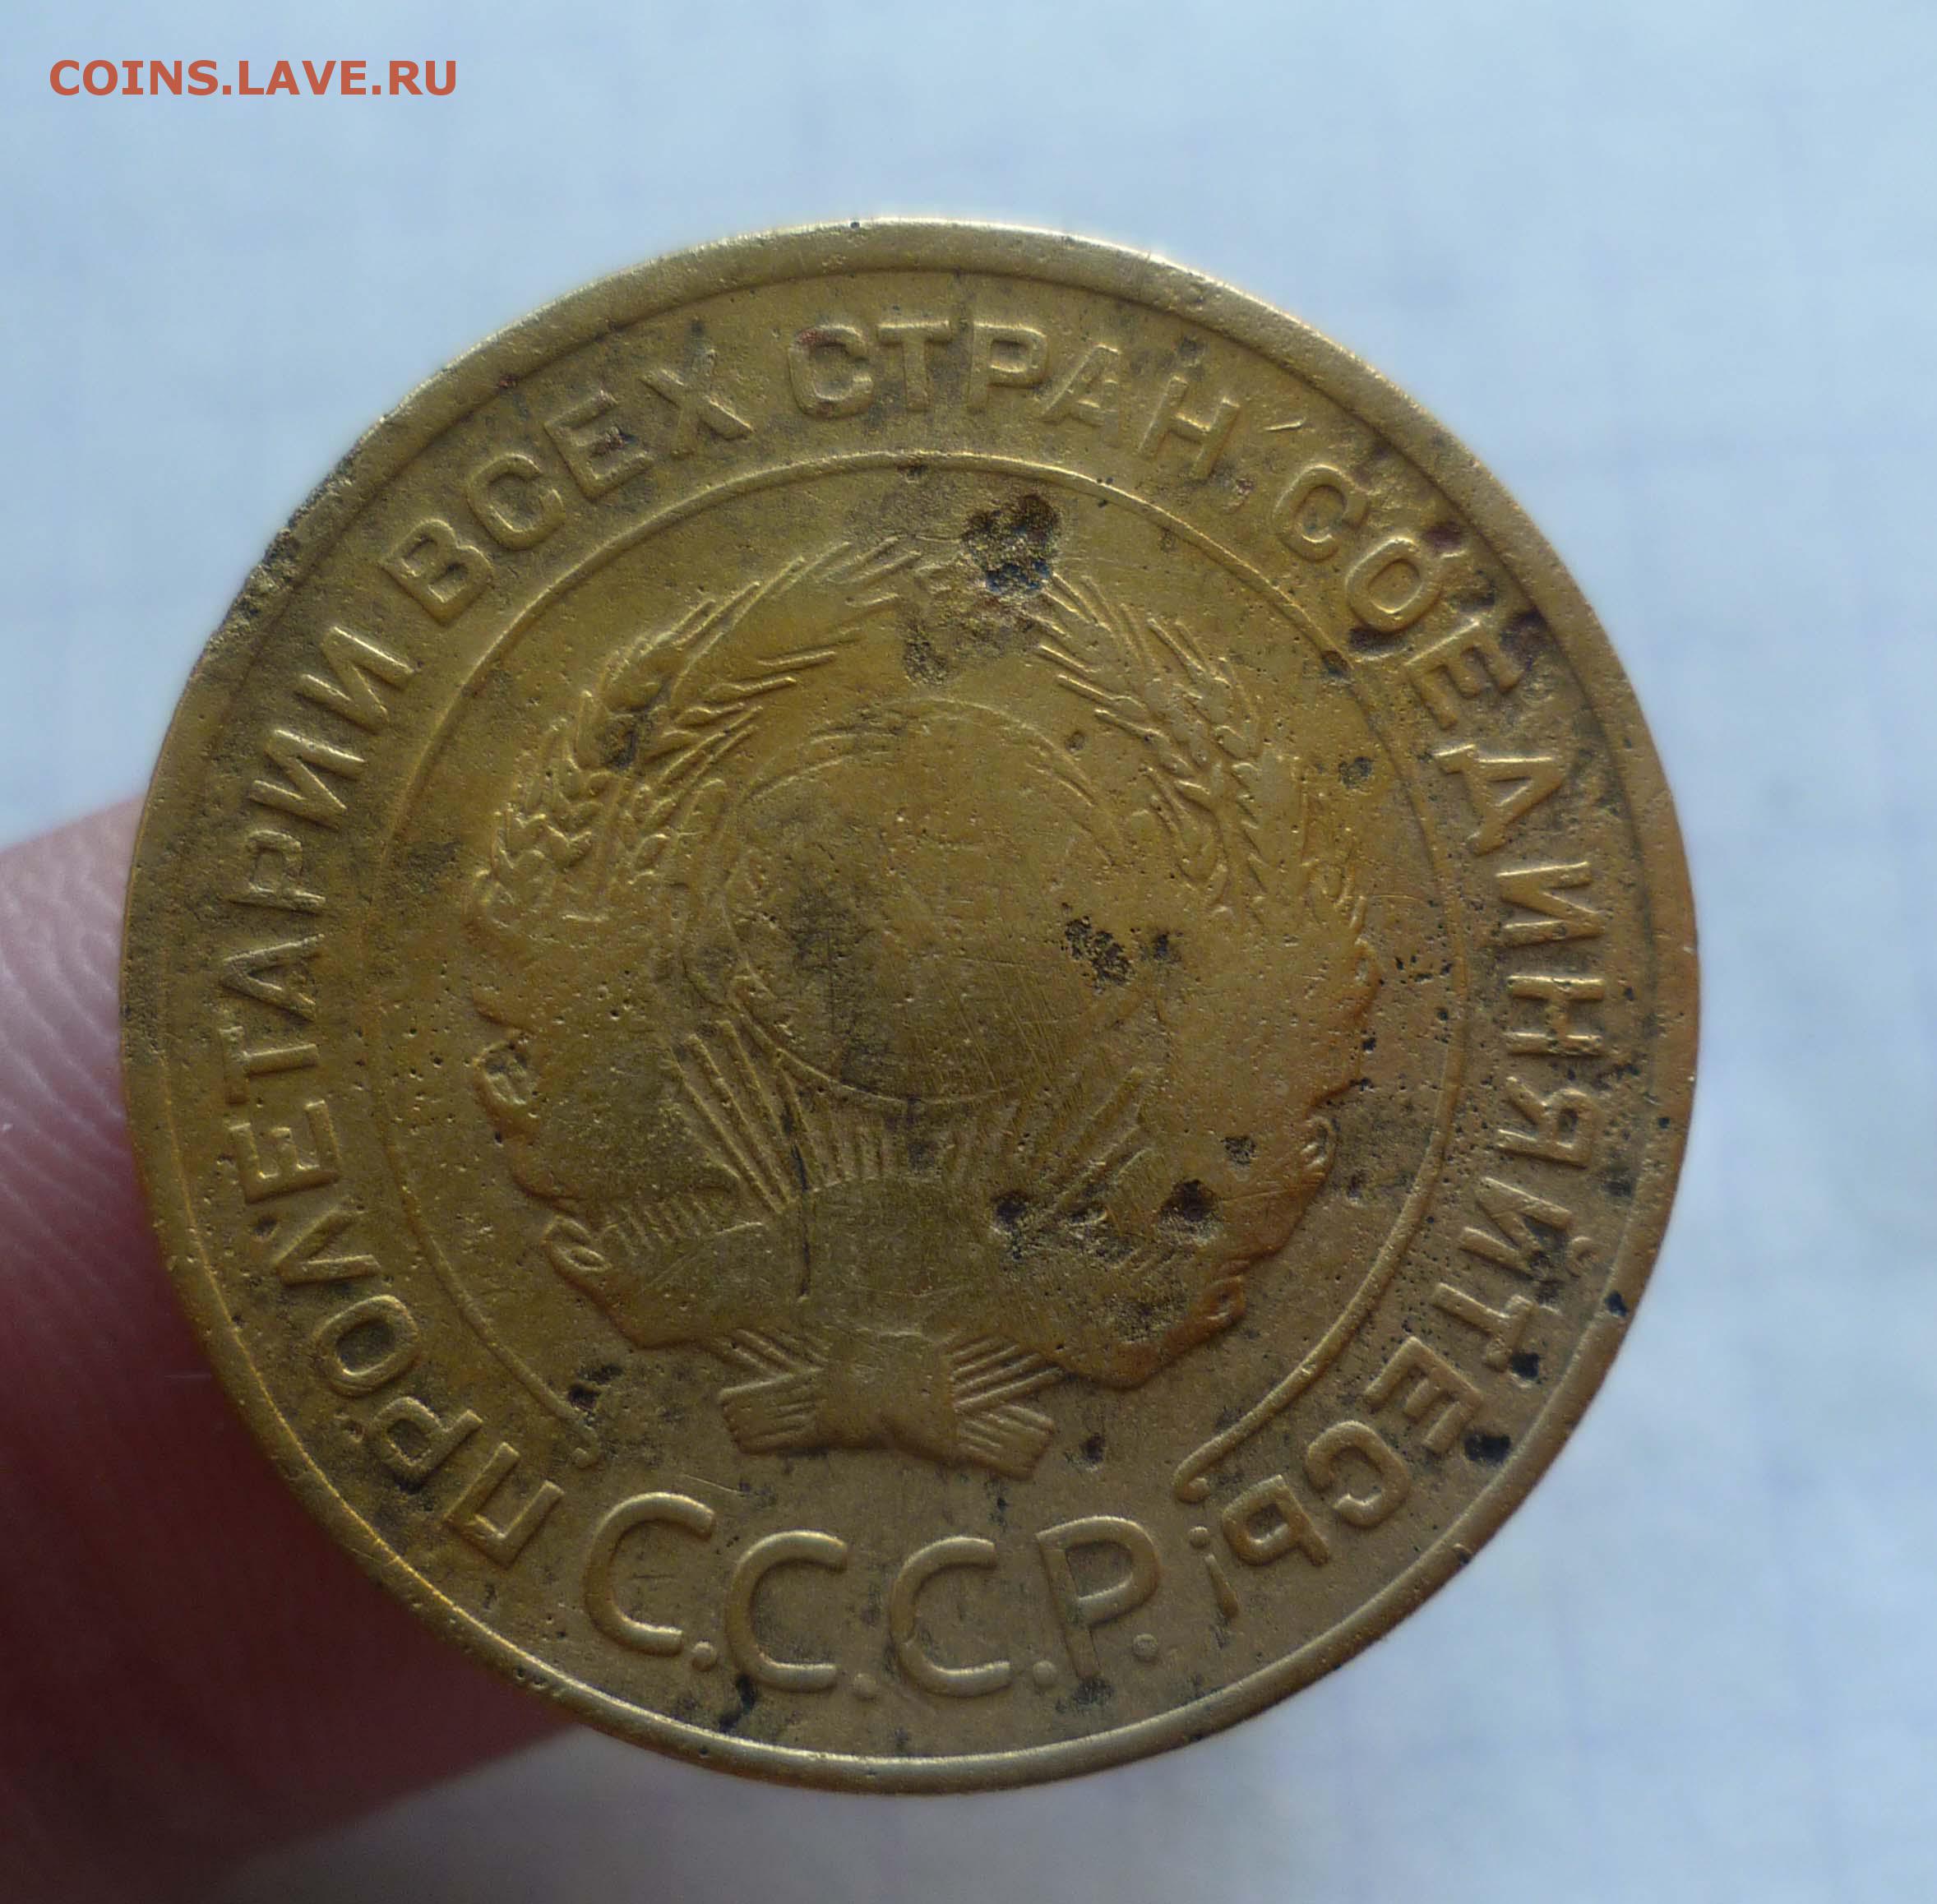 COINS.LAVE.RU
ПРОЛЕТАРИИ ВСЕХ СТРАН, СОЕДИНЯЙТЕСЬ!
С.С.С.Р.